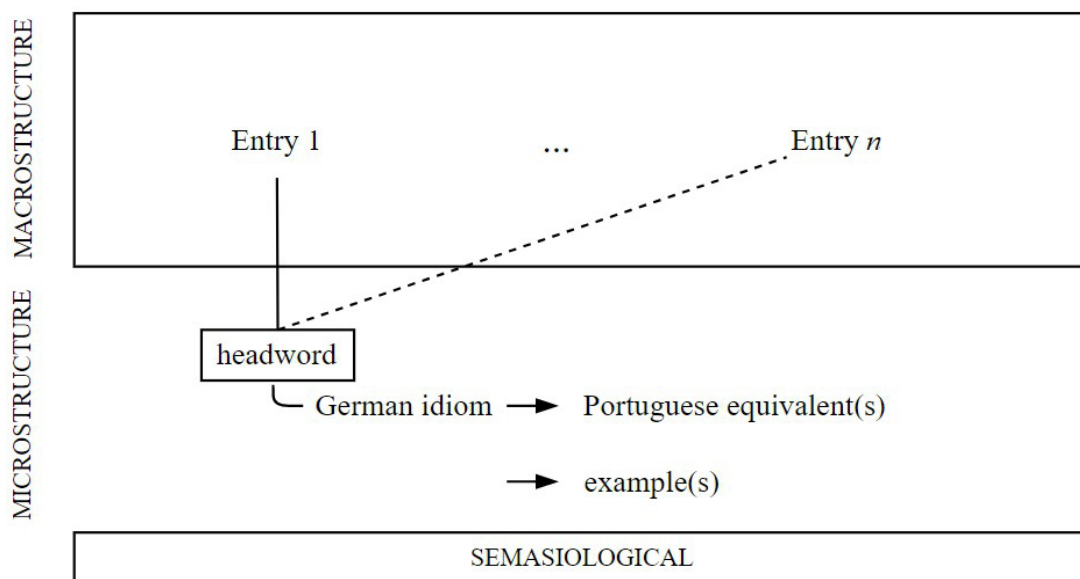 MACROSTRUCTURE
Entry 1
...
Entry n
MICROSTRUCTURE
headword
German idiom
Portuguese equivalent(s)
example(s)
SEMASIOLOGICAL